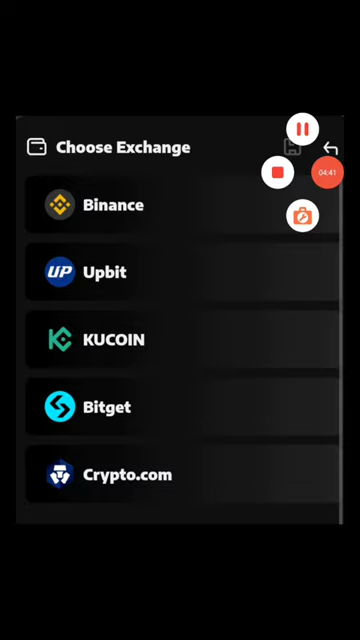 Choose Exchange
04:41
Binance
UP Upbit
KUCOIN
Bitget
Crypto.com